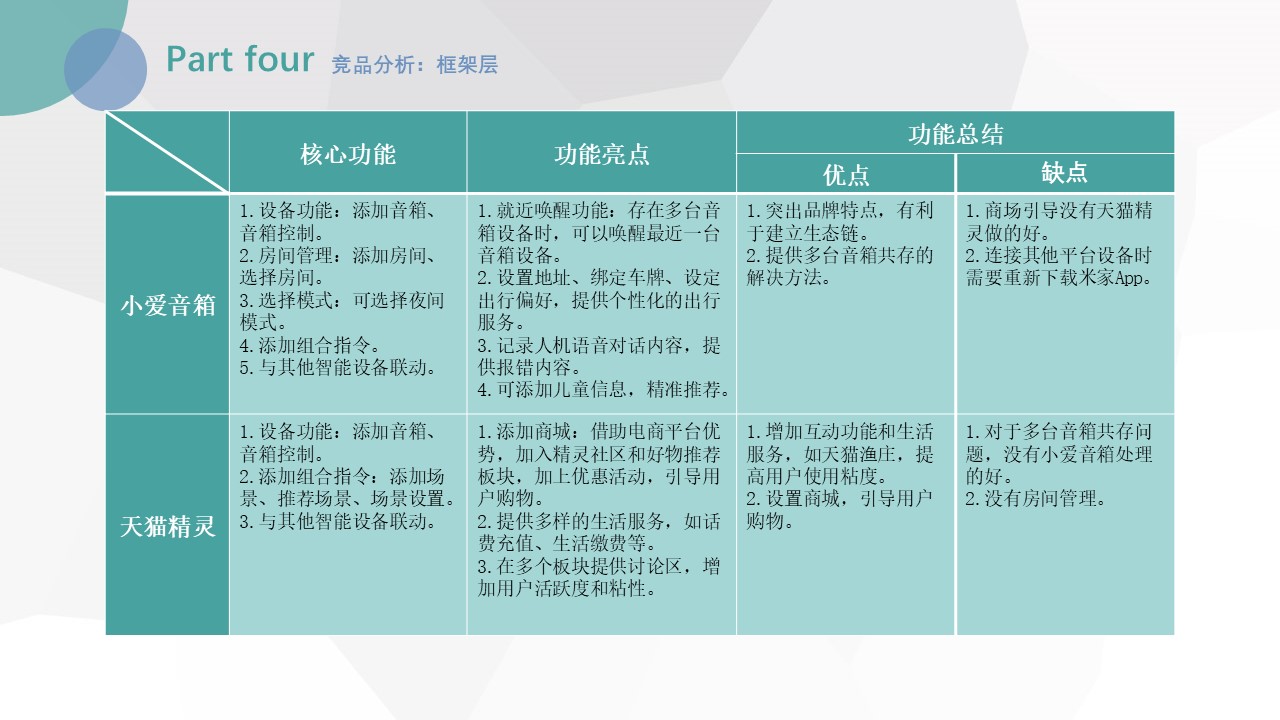 Part four 竞品分析：框架层
核心功能
功能亮点
功能总结
优点
缺点
小爱音箱
1.设备功能：添加音箱、
音箱控制。
2.房间管理：添加房间、
选择房间。
3.选择模式：可选择夜间
模式。
4.添加组合指令。
5.与其他智能设备联动。
1.就近唤醒功能：存在多台音
箱设备时，可以唤醒最近一台
音箱设备。
2.设置地址、绑定车牌、设定
出行偏好，提供个性化的出行
服务。
3.记录人机语音对话内容，提
供报错内容。
4.可添加儿童信息，精准推荐。
1.突出品牌特点，有利
于建立生态链。
2.提供多台音箱共存的
解决方法。
1.商场引导没有天猫精
灵做的好。
2.连接其他平台设备时
需要重新下载米家App。
天猫精灵
1.设备功能：添加音箱、
音箱控制。
2.添加组合指令：添加场
景、推荐场景、场景设置。
3.与其他智能设备联动。
1.添加商城：借助电商平台优
势，加入精灵社区和好物推荐
板块，加上优惠活动，引导用
户购物。
2.提供多样的生活服务，如话
费充值、生活缴费等。
3.在多个板块提供讨论区，增
加用户活跃度和粘性。
1.增加互动功能和生活
服务，如天猫渔庄，提
高用户使用粘度。
2.设置商城，引导用户
购物。
1.对于多台音箱共存问
题，没有小爱音箱处理
的好。
2.没有房间管理。